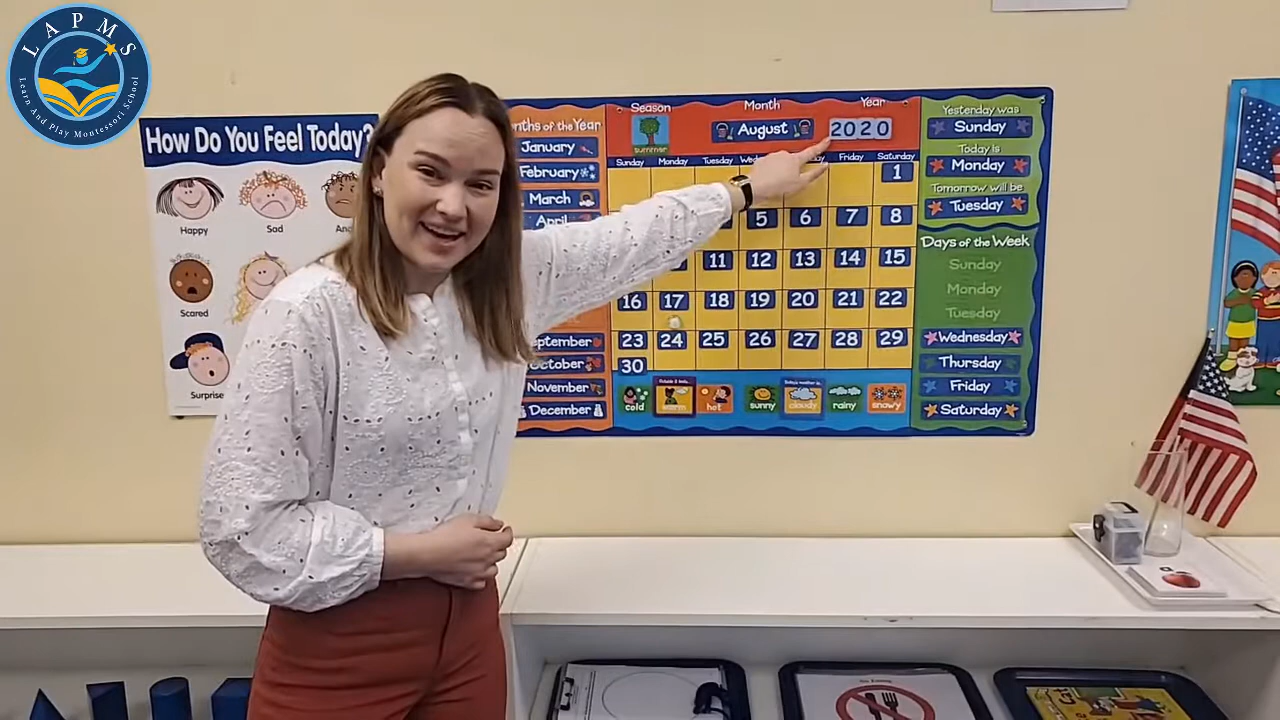 LAPMS
Learn And Play Montessori School
How Do You Feel Today?
Happy
Sad
Scared
Months of the Year
January
February
March
April
September
October
November
December
Season
Month
Year
summer
August
2020
Sunday Monday Tuesday Friday Saturday
1
5 6 7 8
11 12 13 14 15
16 17 18 19 20 21 22
23 24 25 26 27 28 29
30
cold hot sunny cloudy rainy snowy
Yesterday was
Sunday
Today is
Monday
Tomorrow will be
Tuesday
Days of the Week
Sunday
Monday
Tuesday
Wednesday
Thursday
Friday
Saturday